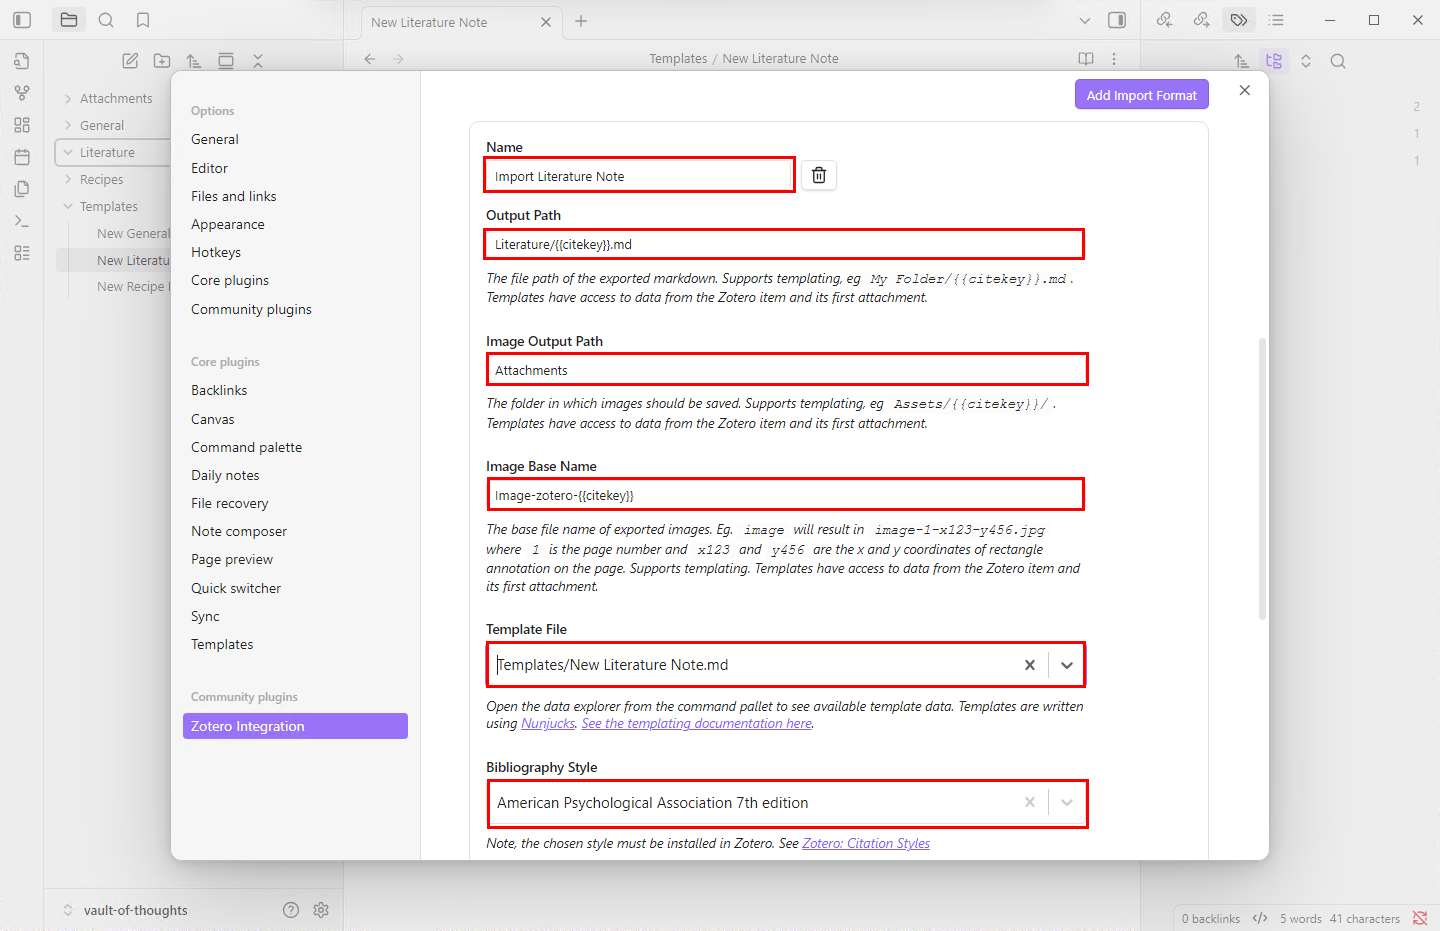 New Literature Note
Templates / New Literature Note
Attachments
General
Literature
Recipes
Templates
New General
New Literatu
New Recipe I
vault-of-thoughts
Options
General
Editor
Files and links
Appearance
Hotkeys
Core plugins
Community plugins
Core plugins
Backlinks
Canvas
Command palette
Daily notes
File recovery
Note composer
Page preview
Quick switcher
Sync
Templates
Community plugins
Zotero Integration
Add Import Format
Name
Import Literature Note
Output Path
Literature/{{citekey}}.md
The file path of the exported markdown. Supports templating, eg My Folder/{{citekey}}.md.
Templates have access to data from the Zotero item and its first attachment.
Image Output Path
Attachments
The folder in which images should be saved. Supports templating, eg Assets/{{citekey}}/.
Templates have access to data from the Zotero item and its first attachment.
Image Base Name
Image-zotero-{{citekey}}
The base file name of exported images. Eg. image will result in image-1-x123-y456.jpg
where 1 is the page number and x123 and y456 are the x and y coordinates of rectangle
annotation on the page. Supports templating. Templates have access to data from the Zotero item and
its first attachment.
Template File
Templates/New Literature Note.md
Open the data explorer from the command pallet to see available template data. Templates are written
using Nunjucks. See the templating documentation here.
Bibliography Style
American Psychological Association 7th edition
Note, the chosen style must be installed in Zotero. See Zotero: Citation Styles
2
1
1
0 backlinks </> 5 words 41 characters